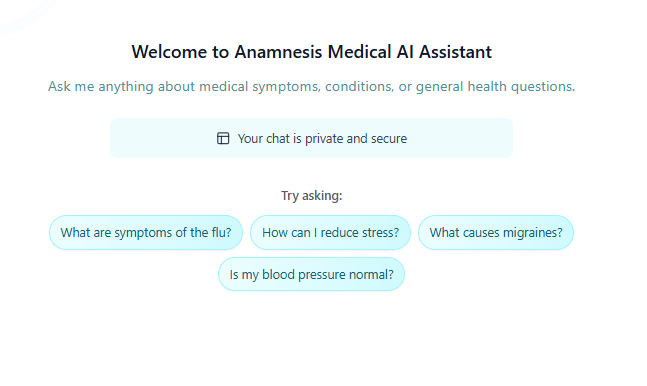 Welcome to Anamnesis Medical AI Assistant
Ask me anything about medical symptoms, conditions, or general health questions.
Your chat is private and secure
Try asking:
What are symptoms of the flu? How can I reduce stress? What causes migraines?
Is my blood pressure normal?